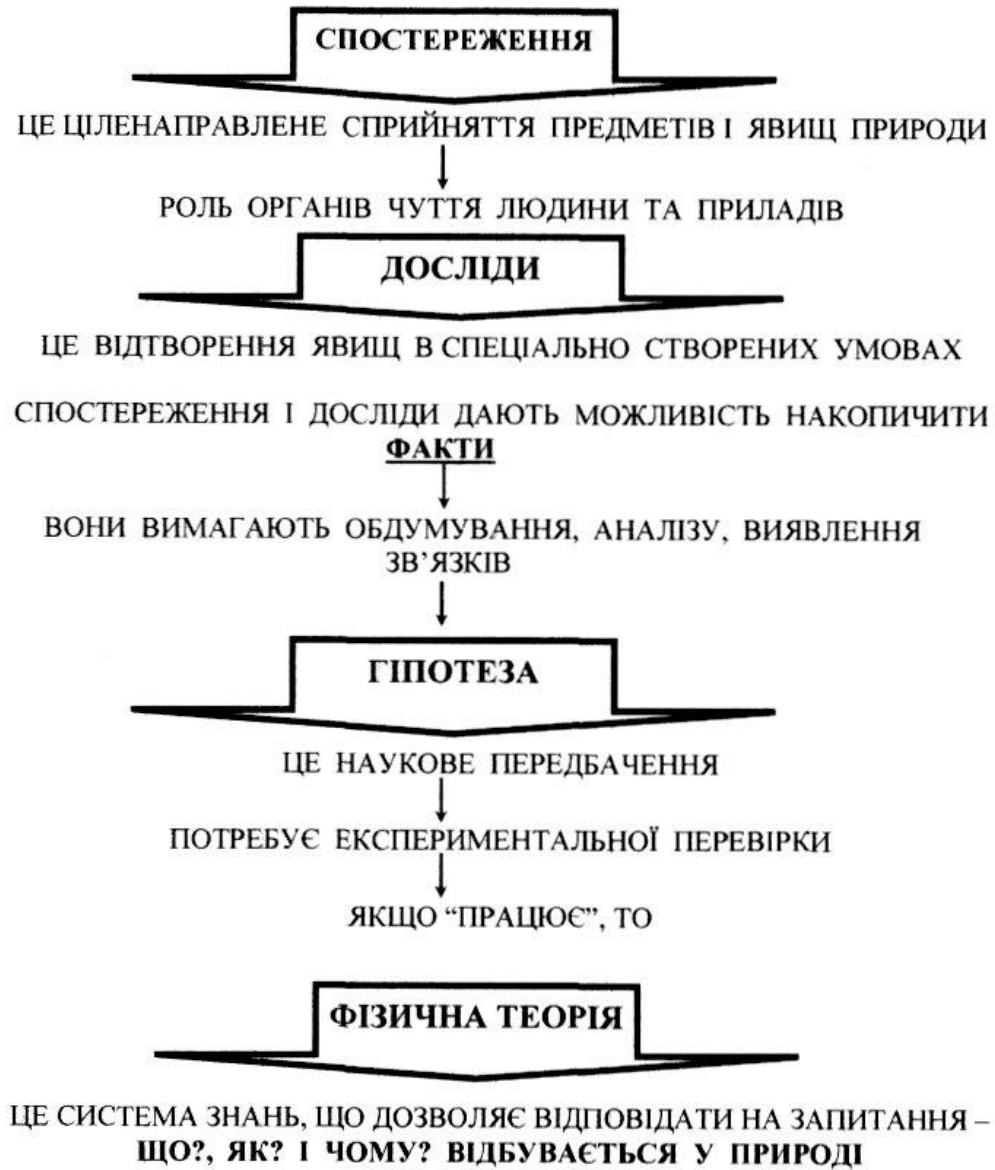 СПОСТЕРЕЖЕННЯ
ЦЕ ЦІЛЕНАПРАВЛЕНЕ СПРИЙНЯТТЯ ПРЕДМЕТІВ І ЯВИЩ ПРИРОДИ
РОЛЬ ОРГАНІВ ЧУТТЯ ЛЮДИНИ ТА ПРИЛАДІВ
ДОСЛІДИ
ЦЕ ВІДТВОРЕННЯ ЯВИЩ В СПЕЦІАЛЬНО СТВОРЕНИХ УМОВАХ
СПОСТЕРЕЖЕННЯ І ДОСЛІДИ ДАЮТЬ МОЖЛИВІСТЬ НАКОПИЧИТИ
ФАКТИ
ВОНИ ВИМАГАЮТЬ ОБДУМУВАННЯ, АНАЛІЗУ, ВИЯВЛЕННЯ
ЗВ’ЯЗКІВ
ГІПОТЕЗА
ЦЕ НАУКОВЕ ПЕРЕДБАЧЕННЯ
ПОТРЕБУЄ ЕКСПЕРИМЕНТАЛЬНОЇ ПЕРЕВІРКИ
ЯКЩО “ПРАЦЮЄ”, ТО
ФІЗИЧНА ТЕОРІЯ
ЦЕ СИСТЕМА ЗНАНЬ, ЩО ДОЗВОЛЯЄ ВІДПОВІДАТИ НА ЗАПИТАННЯ –
ЩО?, ЯК? І ЧОМУ? ВІДБУВАЄТЬСЯ У ПРИРОДІ